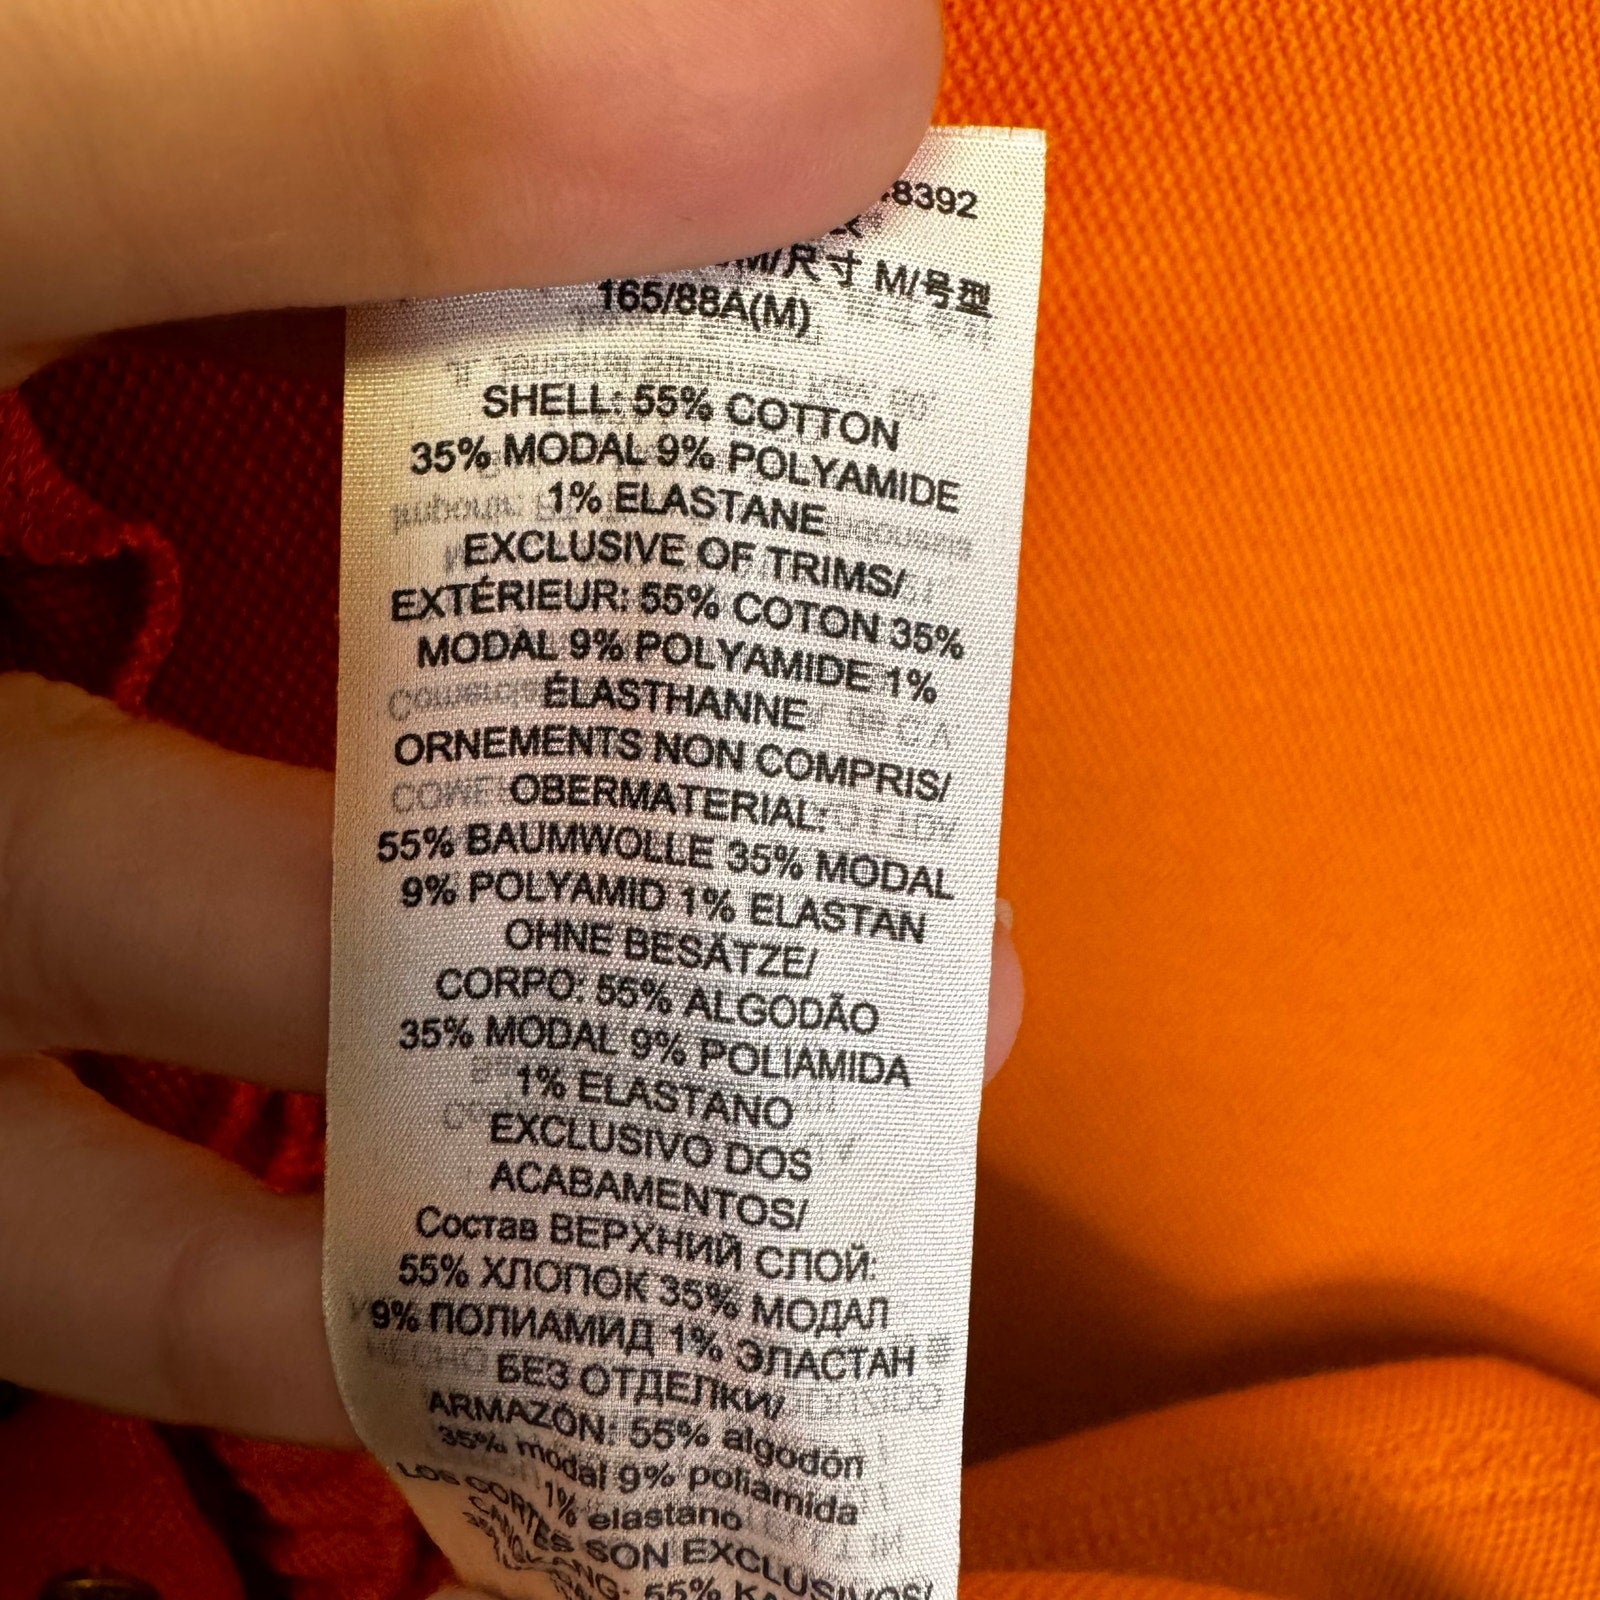 8392
M/尺寸 M/号型
165/88A(M)
SHELL: 55% COTTON
35% MODAL 9% POLYAMIDE
1% ELASTANE
EXCLUSIVE OF TRIMS/
EXTÉRIEUR: 55% COTON 35%
MODAL 9% POLYAMIDE 1%
ÉLASTHANNE
ORNEMENTS NON COMPRIS/
OBERMATERIAL:
55% BAUMWOLLE 35% MODAL
9% POLYAMID 1% ELASTAN
OHNE BESÄTZE/
CORPO: 55% ALGODÃO
35% MODAL 9% POLIAMIDA
1% ELASTANO
EXCLUSIVO DOS
ACABAMENTOS/
Состав ВЕРХНИЙ СЛОЙ:
55% ХЛОПОК 35% МОДАЛ
9% ПОЛИАМИД 1% ЭЛАСТАН
БЕЗ ОТДЕЛКИ/
ARMAZÓN: 55% algodón
35% modal 9% poliamida
1% elastano
LOS CORTES SON EXCLUSIVOS/
55%